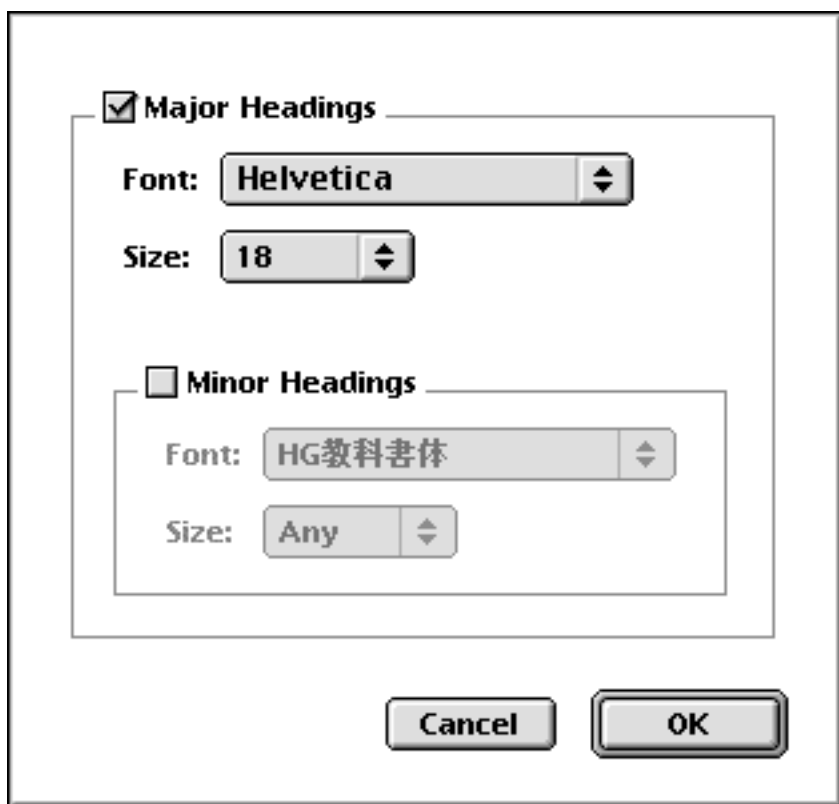 Major Headings
Font: Helvetica
Size: 18
Minor Headings
Font: HG教科書体
Size: Any
Cancel OK